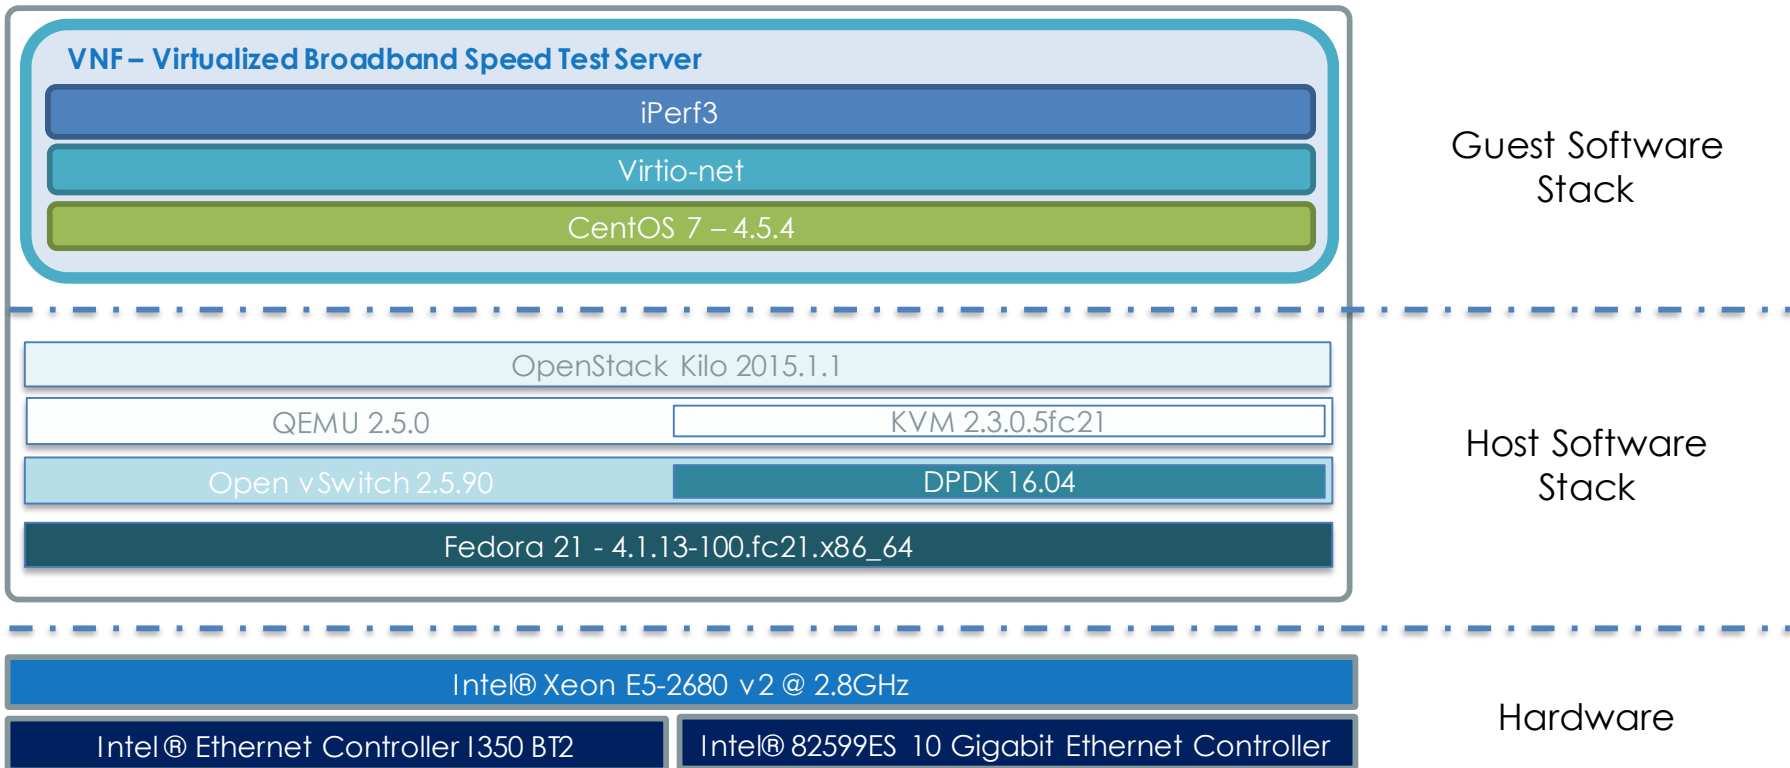 VNF – Virtualized Broadband Speed Test Server
iPerf3
Virtio-net
CentOS 7 – 4.5.4
Guest Software
Stack
OpenStack Kilo 2015.1.1
QEMU 2.5.0
KVM 2.3.0.5fc21
Open vSwitch 2.5.90
DPDK 16.04
Fedora 21 - 4.1.13-100.fc21.x86_64
Host Software
Stack
Intel® Xeon E5-2680 v2 @ 2.8GHz
Intel® Ethernet Controller I350 BT2
Intel® 82599ES 10 Gigabit Ethernet Controller
Hardware